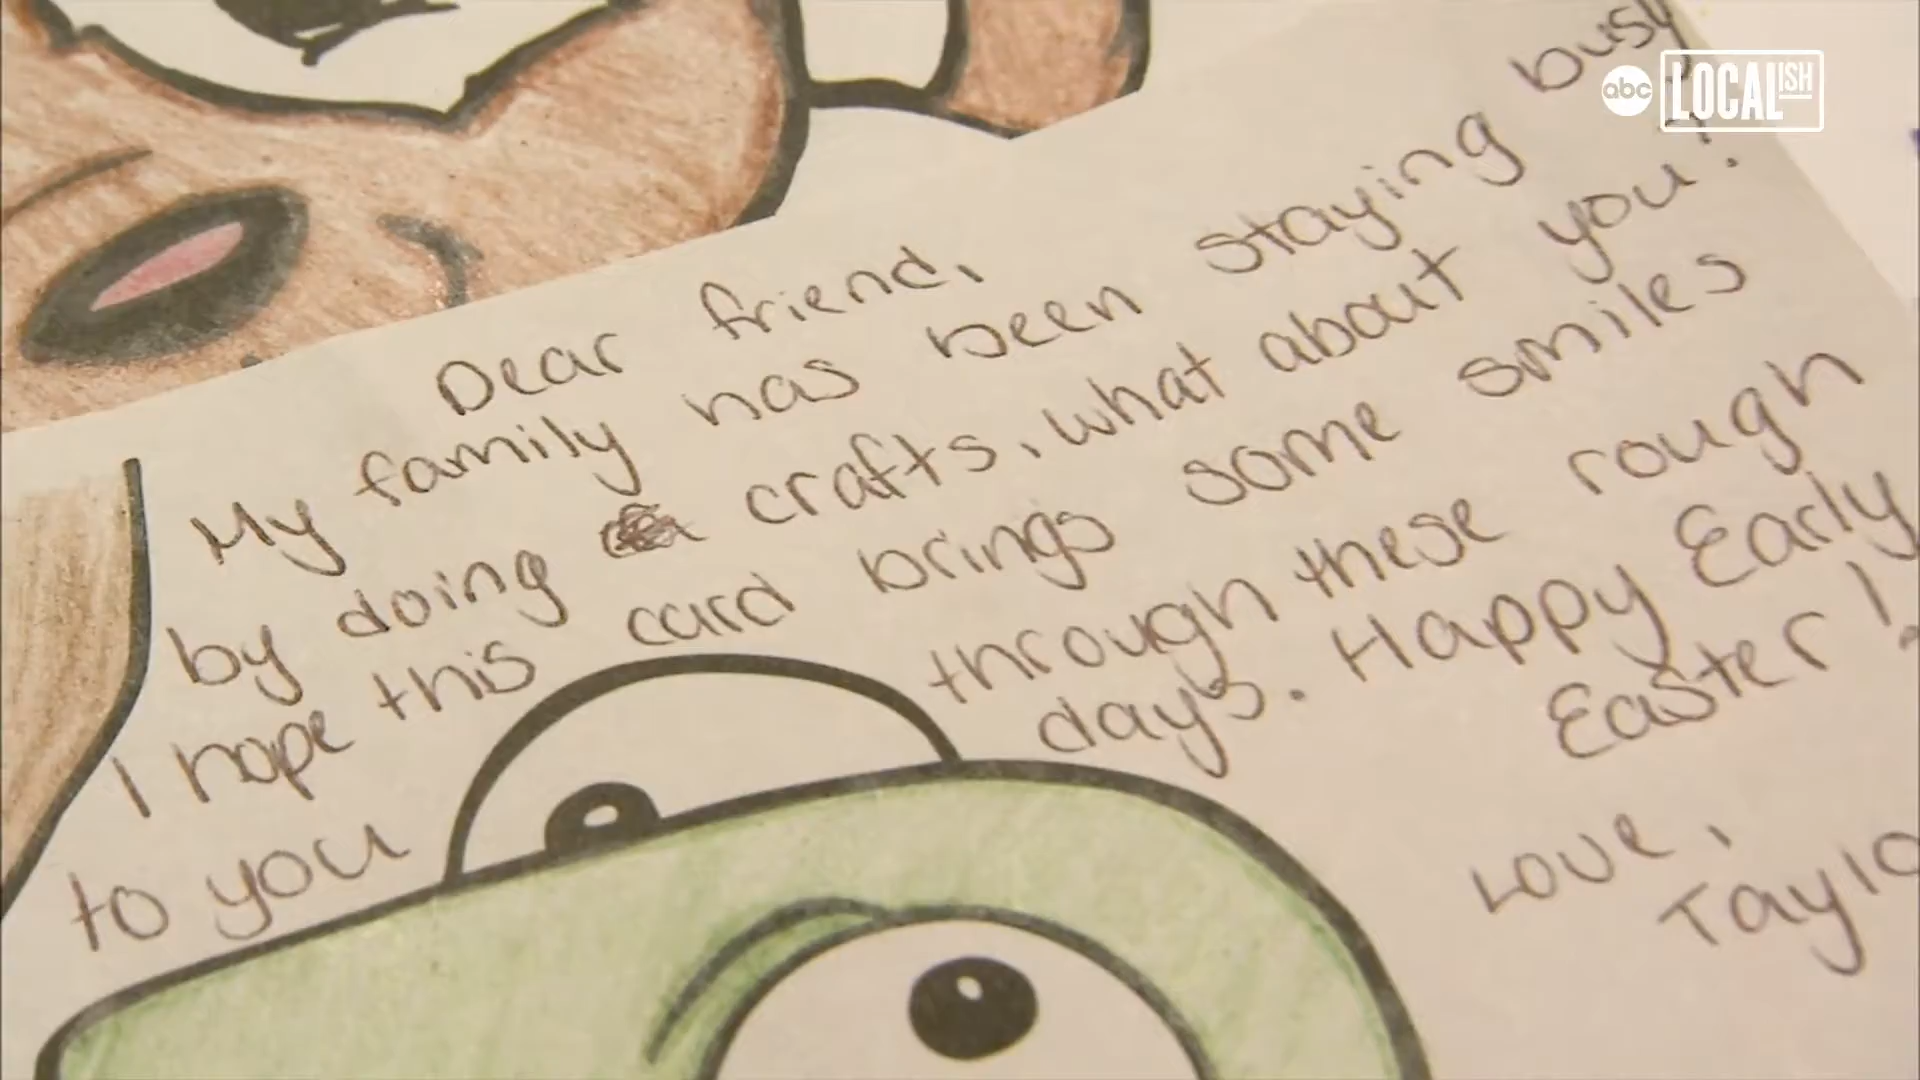 abc LOCALISH
Dear friend,
My family has been staying busy
by doing crafts, what about you?
I hope this card brings some smiles
to you through these rough
days. Happy Early
Easter!
Love,